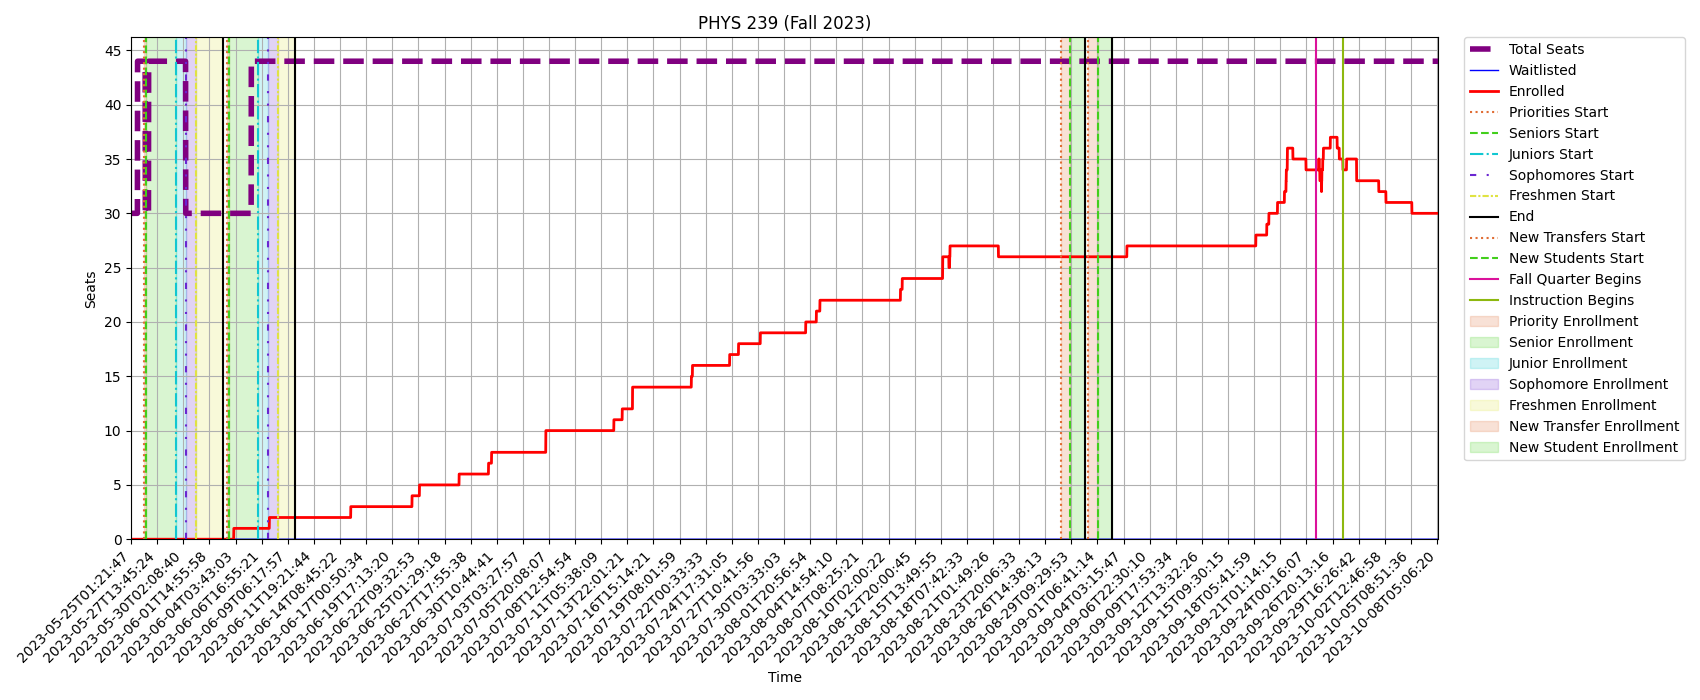 PHYS 239 (Fall 2023)
45
40
35
30
25
20
15
10
5
0
Seats
2023-05-25T01:21:47
2023-05-27T13:45:24
2023-05-30T02:08:40
2023-06-01T14:55:58
2023-06-04T03:43:03
2023-06-06T16:55:21
2023-06-09T06:17:57
2023-06-11T19:21:44
2023-06-14T08:45:22
2023-06-17T00:50:34
2023-06-19T17:13:20
2023-06-22T09:32:53
2023-06-25T01:29:18
2023-06-27T17:55:38
2023-06-30T10:44:41
2023-07-03T03:27:57
2023-07-05T20:08:07
2023-07-08T12:54:54
2023-07-11T05:38:09
2023-07-13T22:01:21
2023-07-16T15:14:21
2023-07-19T08:01:59
2023-07-22T00:33:33
2023-07-24T17:31:05
2023-07-27T10:41:56
2023-07-30T03:33:03
2023-08-01T20:56:54
2023-08-04T14:54:10
2023-08-07T08:25:21
2023-08-10T02:00:22
2023-08-12T20:00:45
2023-08-15T13:49:55
2023-08-18T07:42:33
2023-08-21T01:49:26
2023-08-23T20:06:33
2023-08-26T14:38:13
2023-08-29T09:29:53
2023-09-01T06:41:14
2023-09-04T03:15:47
2023-09-06T22:30:10
2023-09-09T17:53:34
2023-09-12T13:32:26
2023-09-15T09:30:15
2023-09-18T05:41:59
2023-09-21T01:14:15
2023-09-24T00:16:07
2023-09-26T20:13:16
2023-09-29T16:26:42
2023-10-02T12:46:58
2023-10-05T08:51:36
2023-10-08T05:06:20
Time
Total Seats
Waitlisted
Enrolled
Priorities Start
Seniors Start
Juniors Start
Sophomores Start
Freshmen Start
End
New Transfers Start
New Students Start
Fall Quarter Begins
Instruction Begins
Priority Enrollment
Senior Enrollment
Junior Enrollment
Sophomore Enrollment
Freshmen Enrollment
New Transfer Enrollment
New Student Enrollment